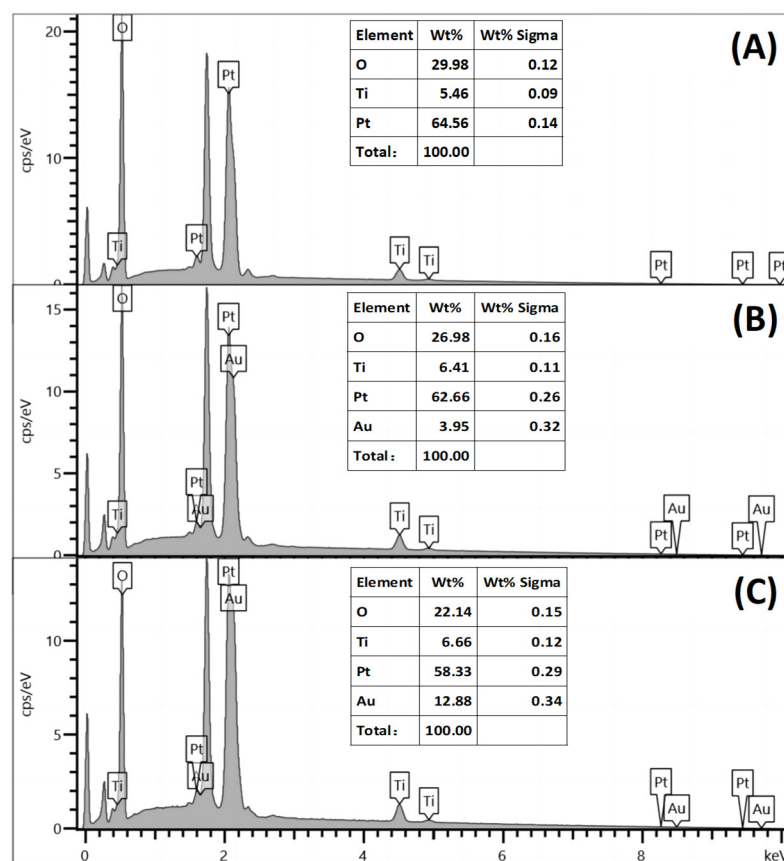 (A)
cps/eV
20
10
0
O
Ti
Pt
Pt
Ti
Ti
Pt
Pt
Pt
Element Wt% Wt% Sigma
O 29.98 0.12
Ti 5.46 0.09
Pt 64.56 0.14
Total： 100.00
(B)
cps/eV
15
10
5
0
O
Ti
Pt
Au
Pt
Au
Ti
Ti
Pt
Au
Pt
Au
Element Wt% Wt% Sigma
O 26.98 0.16
Ti 6.41 0.11
Pt 62.66 0.26
Au 3.95 0.32
Total： 100.00
(C)
cps/eV
10
5
0
O
Ti
Pt
Au
Pt
Au
Ti
Ti
Pt
Au
Pt
Au
Element Wt% Wt% Sigma
O 22.14 0.15
Ti 6.66 0.12
Pt 58.33 0.29
Au 12.88 0.34
Total： 100.00
0 2 4 6 8 keV